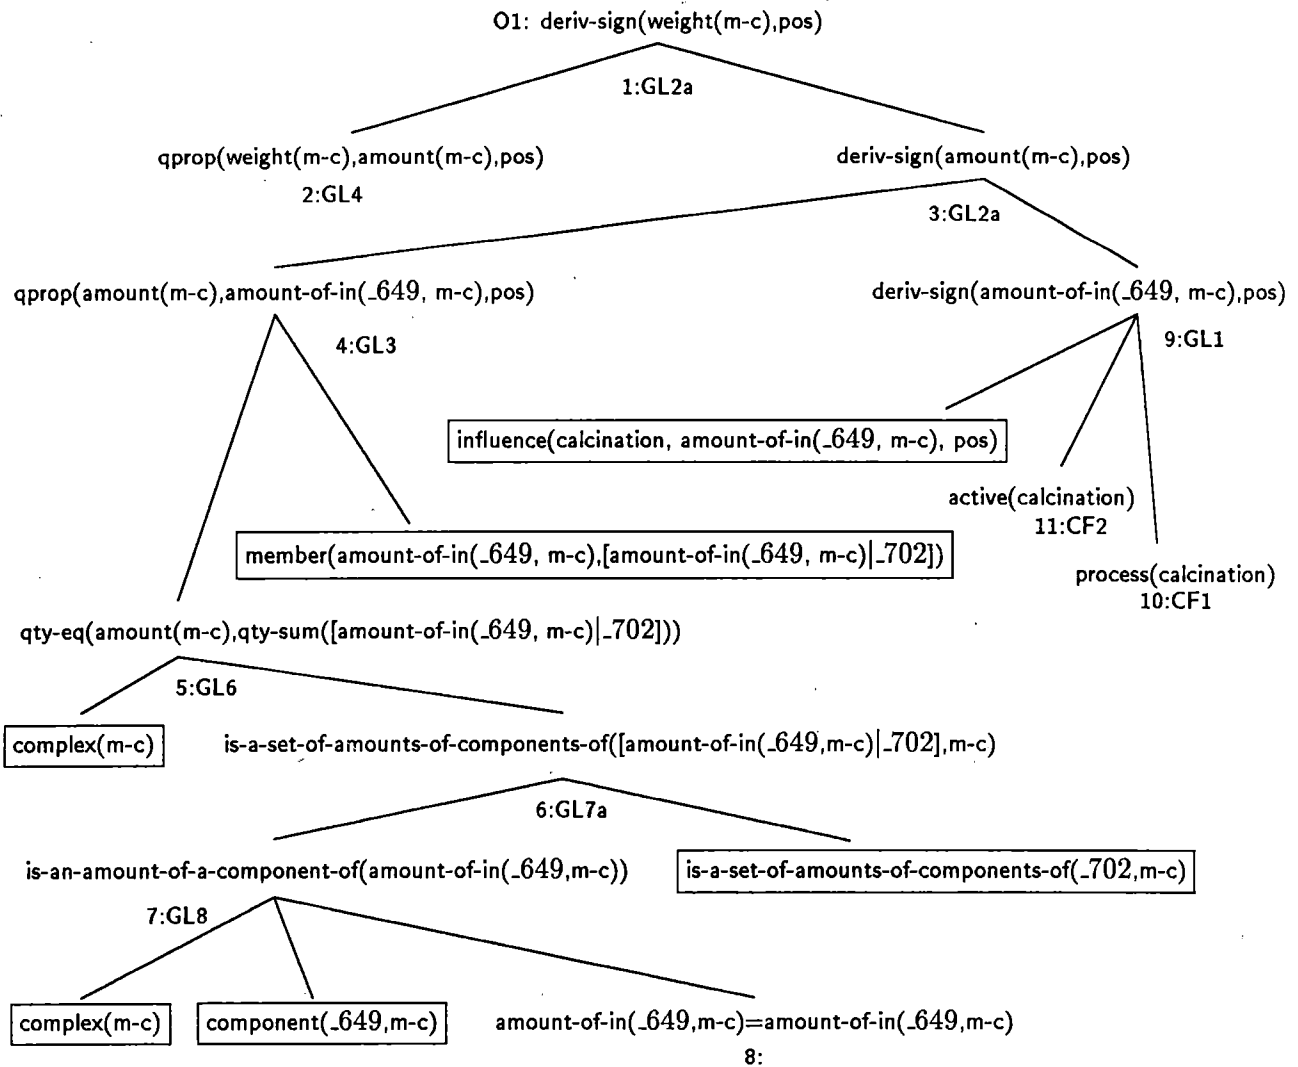 O1: deriv-sign(weight(m-c),pos)
1:GL2a
qprop(weight(m-c),amount(m-c),pos)
deriv-sign(amount(m-c),pos)
2:GL4
3:GL2a
qprop(amount(m-c),amount-of-in(_649, m-c),pos)
deriv-sign(amount-of-in(_649, m-c),pos)
4:GL3
9:GL1
influence(calcination, amount-of-in(_649, m-c), pos)
active(calcination)
11:CF2
member(amount-of-in(_649, m-c),[amount-of-in(_649, m-c)|_702])
process(calcination)
10:CF1
qty-eq(amount(m-c),qty-sum([amount-of-in(_649, m-c)|_702]))
5:GL6
complex(m-c)
is-a-set-of-amounts-of-components-of([amount-of-in(_649,m-c)|_702],m-c)
6:GL7a
is-an-amount-of-a-component-of(amount-of-in(_649,m-c))
is-a-set-of-amounts-of-components-of(_702,m-c)
7:GL8
complex(m-c)
component(_649,m-c)
amount-of-in(_649,m-c)=amount-of-in(_649,m-c)
8: